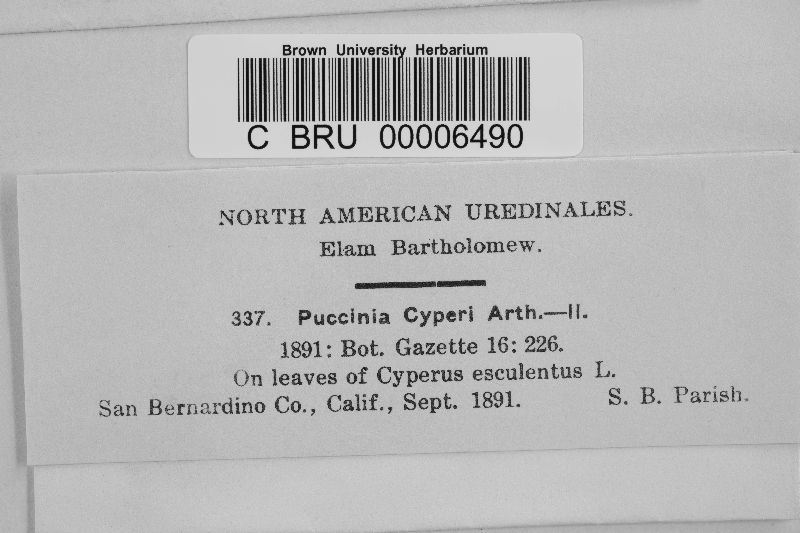 Brown University Herbarium
C BRU 00006490
NORTH AMERICAN UREDINALES.
Elam Bartholomew.
337. Puccinia Cyperi Arth.—II.
1891: Bot. Gazette 16: 226.
On leaves of Cyperus esculentus L.
San Bernardino Co., Calif., Sept. 1891. S. B. Parish.